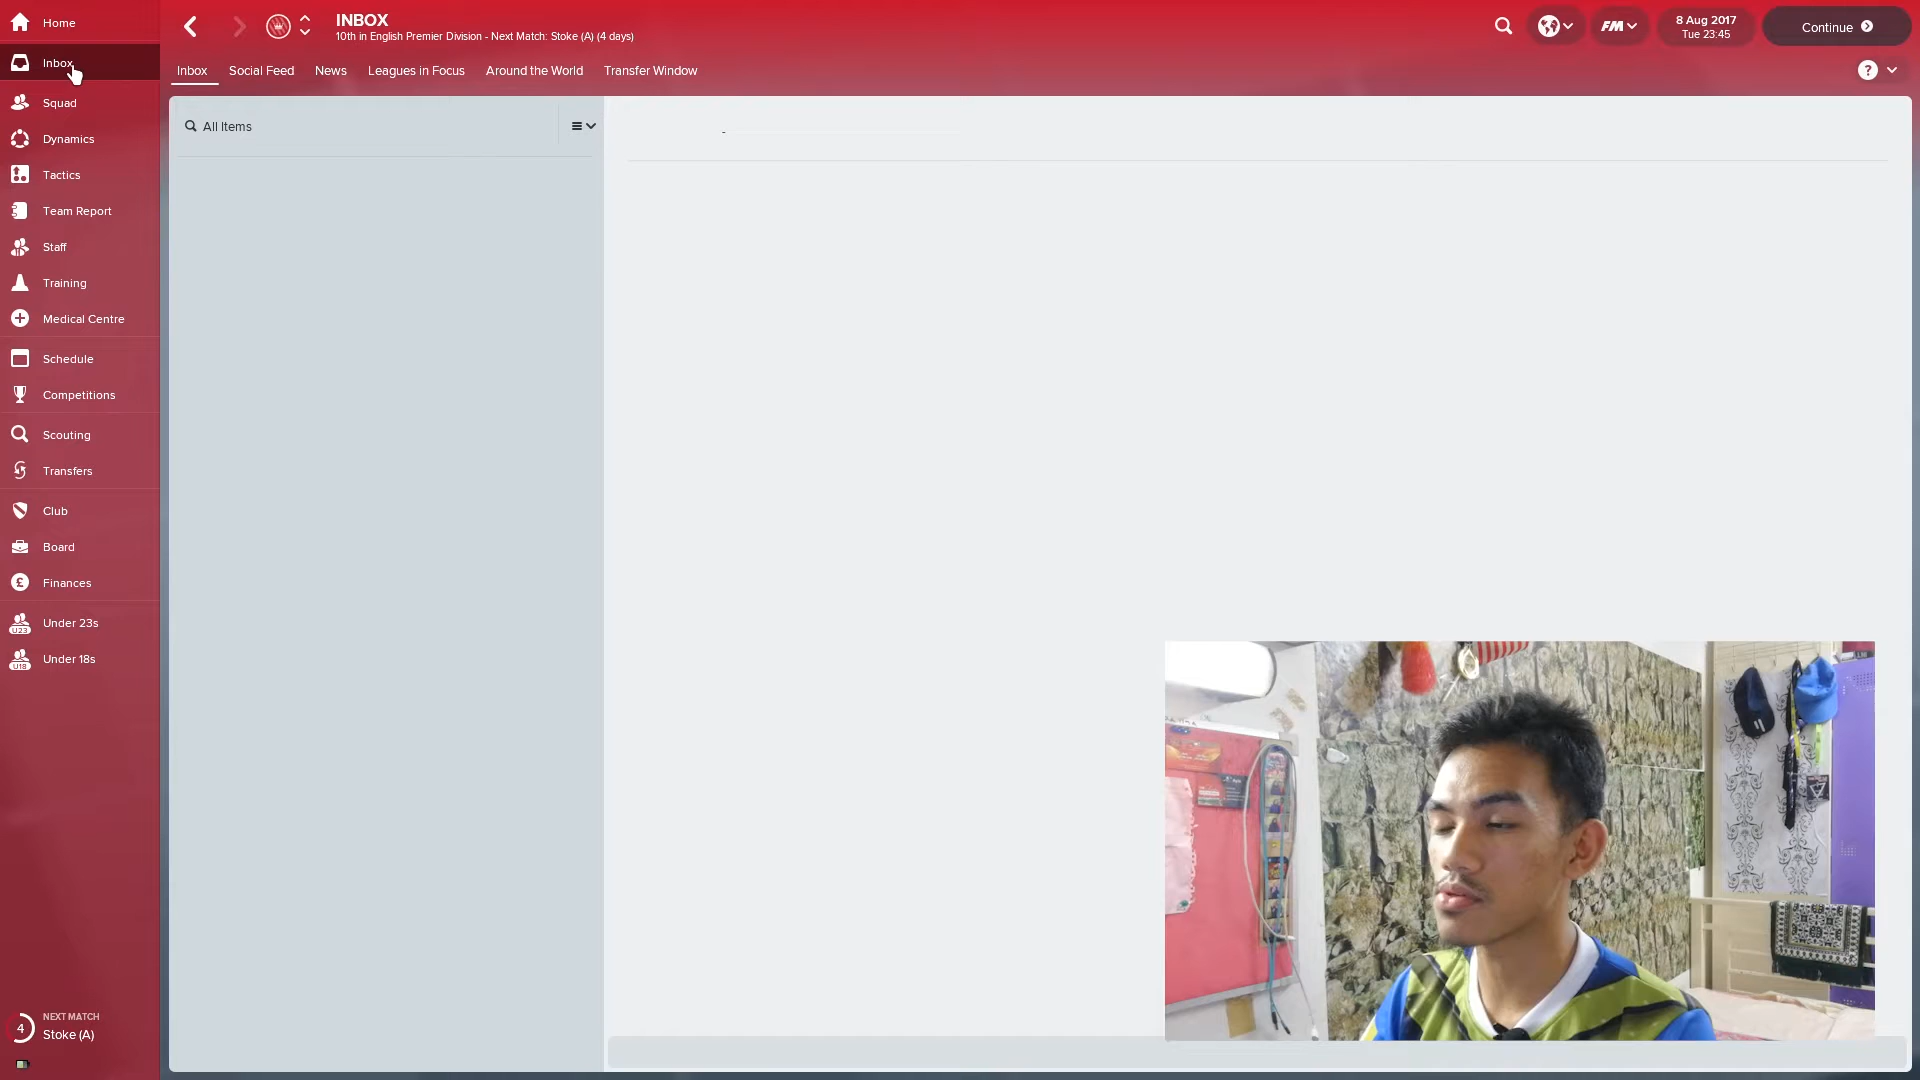 Home
Inbox
Squad
Dynamics
Tactics
Team Report
Staff
Training
Medical Centre
Schedule
Competitions
Scouting
Transfers
Club
Board
Finances
U23
Under 23s
U18
Under 18s
NEXT MATCH
4
Stoke (A)
INBOX
10th in English Premier Division - Next Match: Stoke (A) (4 days)
FM
8 Aug 2017
Tue 23:45
Continue
Inbox
Social Feed
News
Leagues in Focus
Around the World
Transfer Window
?
All Items